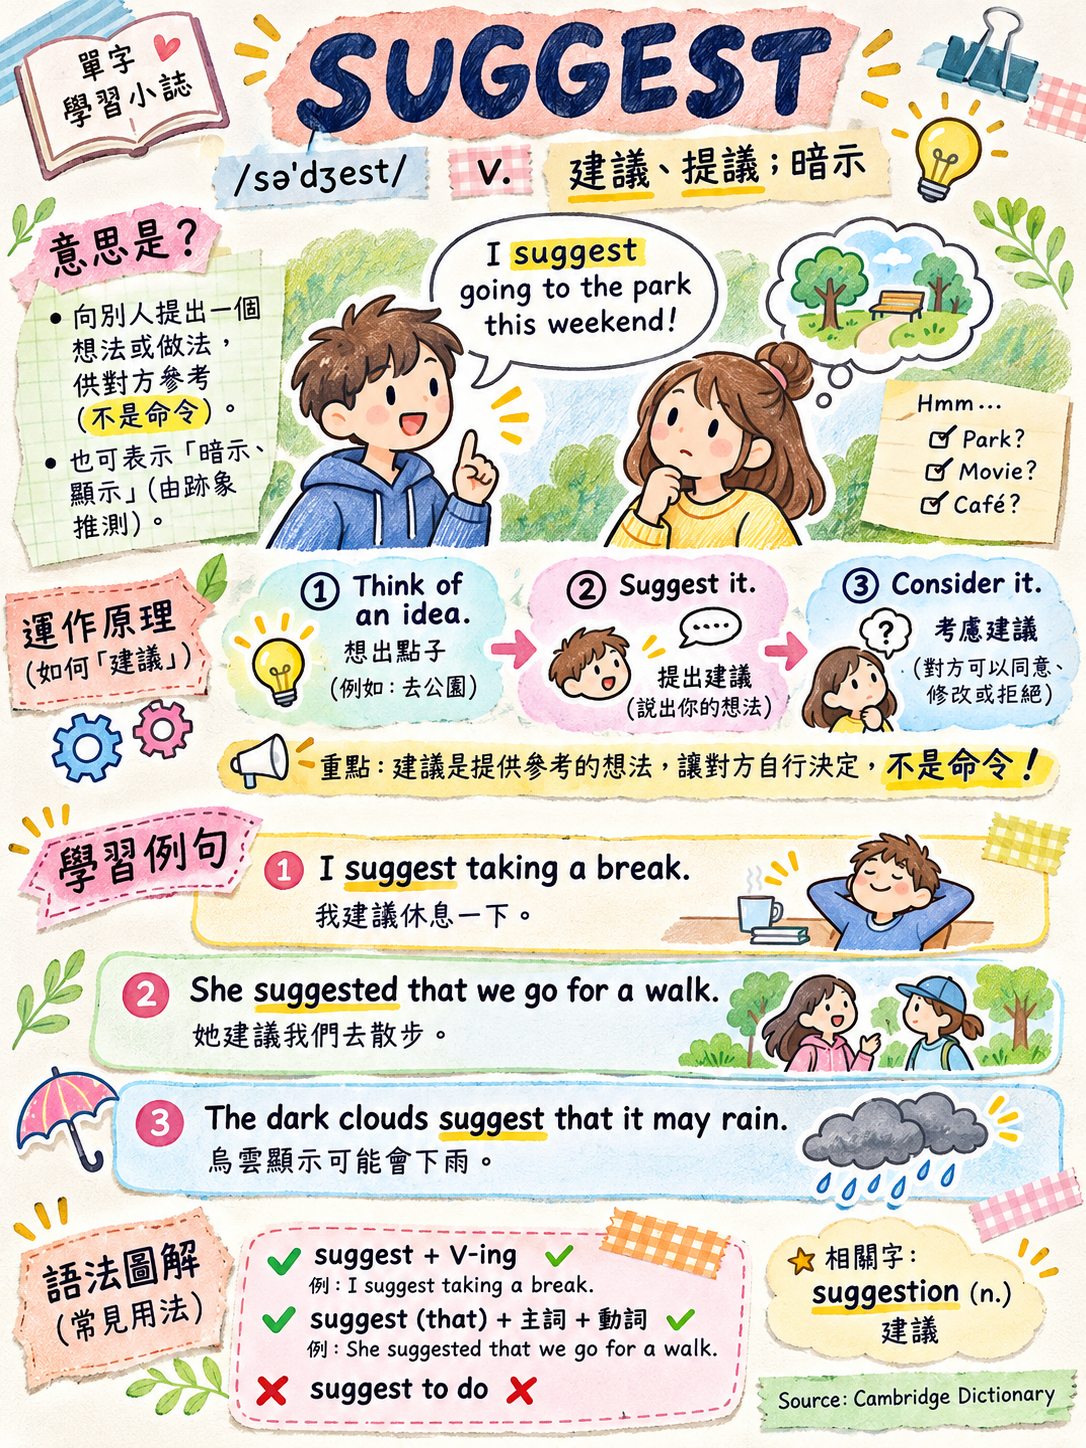 單字
學習小誌
SUGGEST
/sə'dʒest/
v.
建議、提議；暗示
意思是？
• 向別人提出一個
想法或做法，
供對方參考
(不是命令)。
• 也可表示「暗示、
顯示」(由跡象
推測)。
I suggest
going to the park
this weekend!
Hmm...
Park?
Movie?
Café?
運作原理
(如何「建議」)
① Think of
an idea.
想出點子
(例如：去公園)
② Suggest it.
提出建議
(說出你的想法)
③ Consider it.
?
考慮建議
(對方可以同意、
修改或拒絕)
重點：建議是提供參考的想法，讓對方自行決定，不是命令！
學習例句
1 I suggest taking a break.
我建議休息一下。
2 She suggested that we go for a walk.
她建議我們去散步。
3 The dark clouds suggest that it may rain.
烏雲顯示可能會下雨。
語法圖解
(常見用法)
✓ suggest + V-ing ✓
例：I suggest taking a break.
✓ suggest (that) + 主詞 + 動詞 ✓
例：She suggested that we go for a walk.
✗ suggest to do ✗
★ 相關字：
suggestion (n.)
建議
Source: Cambridge Dictionary